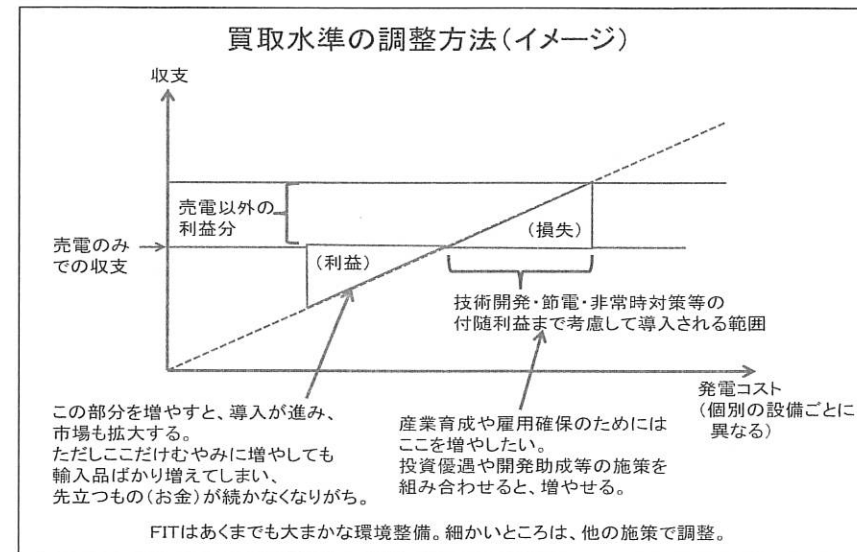 買取水準の調整方法(イメージ)
収支
売電以外の
利益分
売電のみ
での収支
(利益)
(損失)
技術開発・節電・非常時対策等の
付随利益まで考慮して導入される範囲
発電コスト
(個別の設備ごとに
異なる)
この部分を増やすと、導入が進み、
市場も拡大する。
ただしここだけむやみに増やしても
輸入品ばかり増えてしまい、
先立つもの(お金)が続かなくなりがち。
産業育成や雇用確保のためには
ここを増やしたい。
投資優遇や開発助成等の施策を
組み合わせると、増やせる。
FITはあくまでも大まかな環境整備。細かいところは、他の施策で調整。